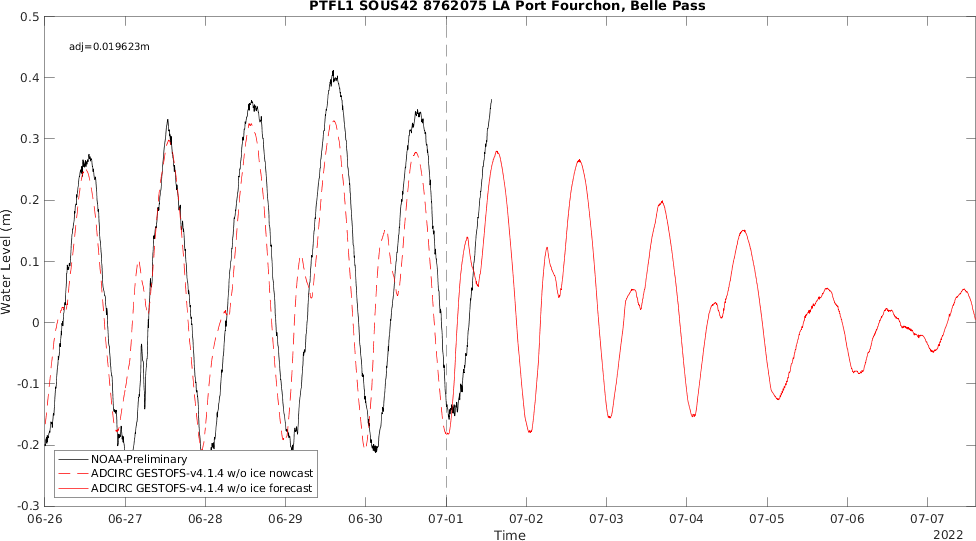 PTFL1 SOUS42 8762075 LA Port Fourchon, Belle Pass
0.5
adj=0.019623m
0.4
0.3
0.2
0.1
0
-0.1
-0.2
-0.3
Water Level (m)
NOAA-Preliminary
ADCIRC GESTOFS-v4.1.4 w/o ice nowcast
ADCIRC GESTOFS-v4.1.4 w/o ice forecast
06-26 06-27 06-28 06-29 06-30 07-01 07-02 07-03 07-04 07-05 07-06 07-07
Time
2022